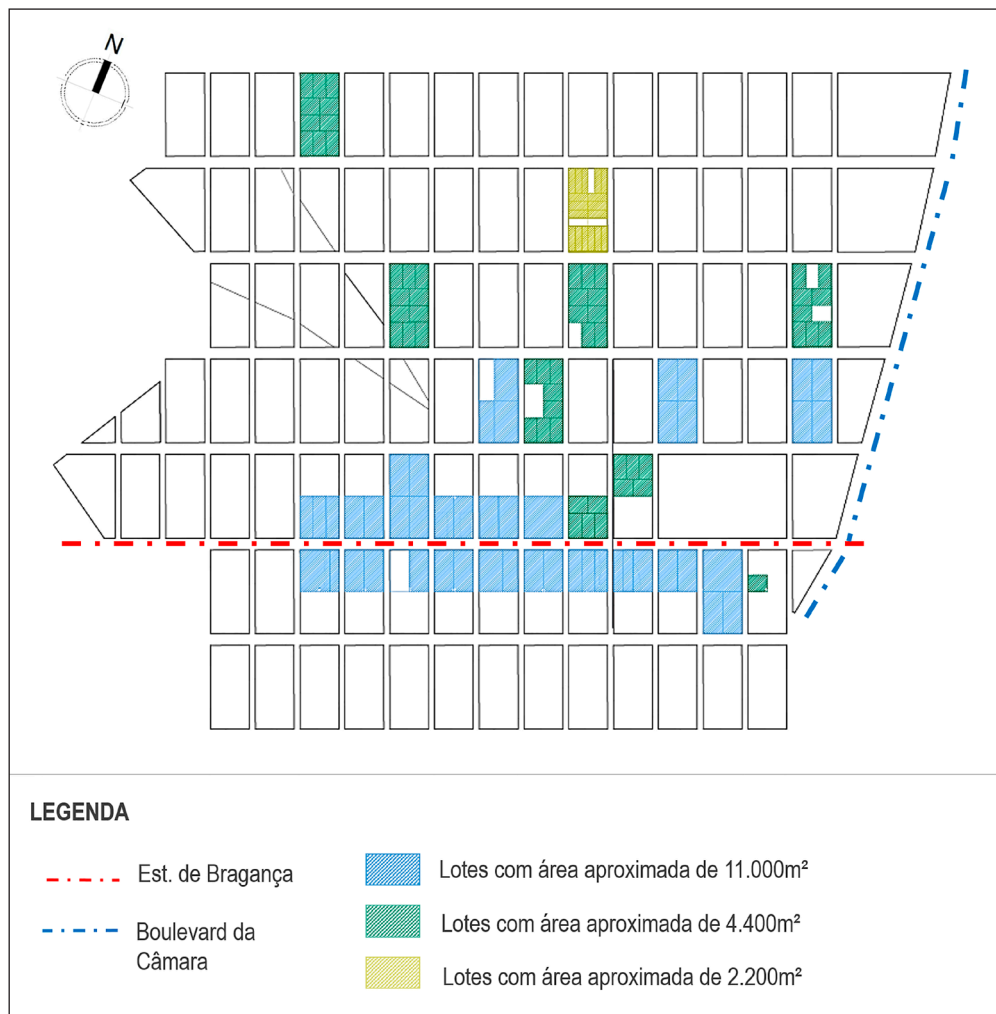 N
LEGENDA
Est. de Bragança
Boulevard da
Câmara
Lotes com área aproximada de 11.000m²
Lotes com área aproximada de 4.400m²
Lotes com área aproximada de 2.200m²